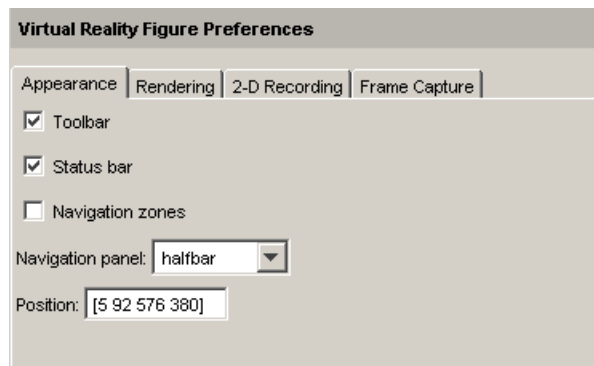 Virtual Reality Figure Preferences
Appearance Rendering 2-D Recording Frame Capture
Toolbar
Status bar
Navigation zones
Navigation panel: halfbar
Position: [5 92 576 380]